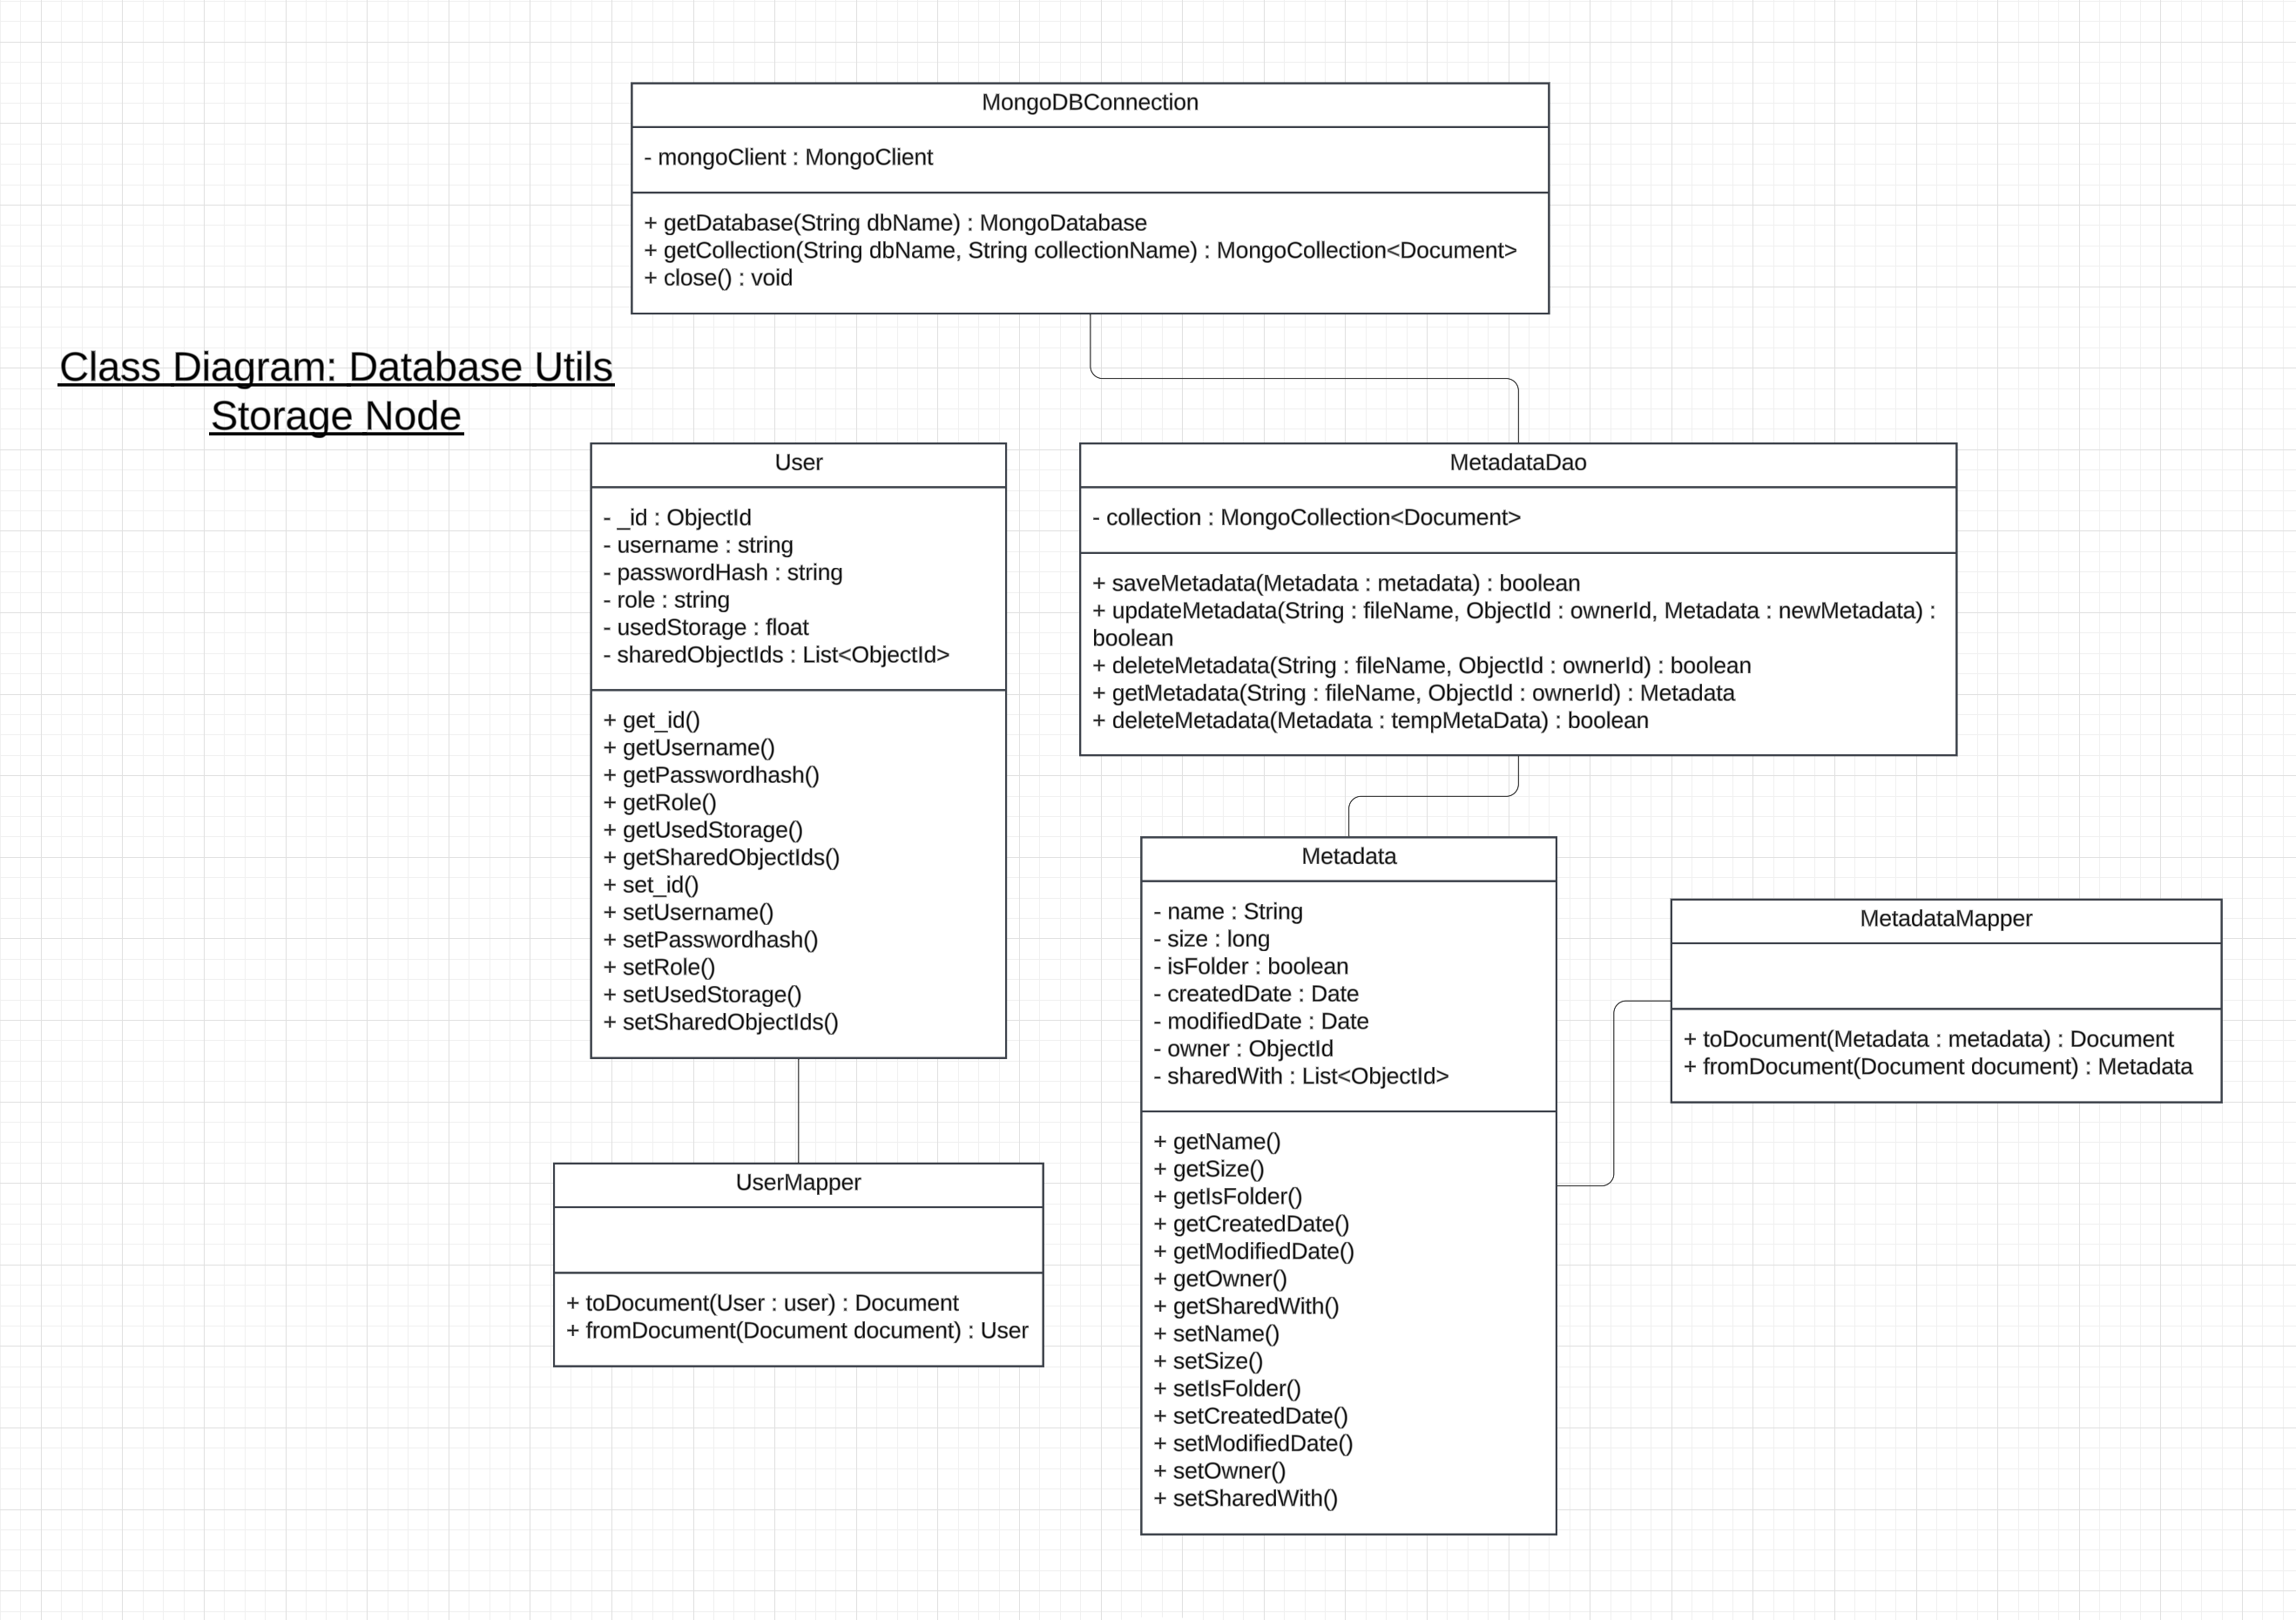 MongoDBConnection
- mongoClient : MongoClient
+ getDatabase(String dbName) : MongoDatabase
+ getCollection(String dbName, String collectionName) : MongoCollection<Document>
+ close() : void
Class Diagram: Database Utils
Storage Node
User
- _id : ObjectId
- username : string
- passwordHash : string
- role : string
- usedStorage : float
- sharedObjectIds : List<ObjectId>
+ get_id()
+ getUsername()
+ getPasswordhash()
+ getRole()
+ getUsedStorage()
+ getSharedObjectIds()
+ set_id()
+ setUsername()
+ setPasswordhash()
+ setRole()
+ setUsedStorage()
+ setSharedObjectIds()
MetadataDao
- collection : MongoCollection<Document>
+ saveMetadata(Metadata : metadata) : boolean
+ updateMetadata(String : fileName, ObjectId : ownerId, Metadata : newMetadata) :
boolean
+ deleteMetadata(String : fileName, ObjectId : ownerId) : boolean
+ getMetadata(String : fileName, ObjectId : ownerId) : Metadata
+ deleteMetadata(Metadata : tempMetaData) : boolean
Metadata
- name : String
- size : long
- isFolder : boolean
- createdDate : Date
- modifiedDate : Date
- owner : ObjectId
- sharedWith : List<ObjectId>
+ getName()
+ getSize()
+ getIsFolder()
+ getCreatedDate()
+ getModifiedDate()
+ getOwner()
+ getSharedWith()
+ setName()
+ setSize()
+ setIsFolder()
+ setCreatedDate()
+ setModifiedDate()
+ setOwner()
+ setSharedWith()
MetadataMapper
+ toDocument(Metadata : metadata) : Document
+ fromDocument(Document document) : Metadata
UserMapper
+ toDocument(User : user) : Document
+ fromDocument(Document document) : User